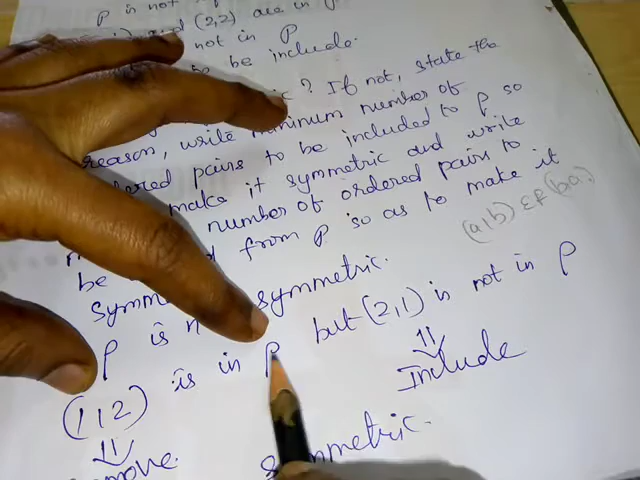 P is not
and (2,2) are in P
not in P
be include.
? If not, state the
reason, write minimum number of
ordered pairs to be included to P so
make it symmetric and write
number of ordered pairs to
be from P so as to make it
symmetric.
(a,b) ER (b,a)
P is symmetric.
(1,2) is in P but (2,1) is not in P
Include
symmetric.